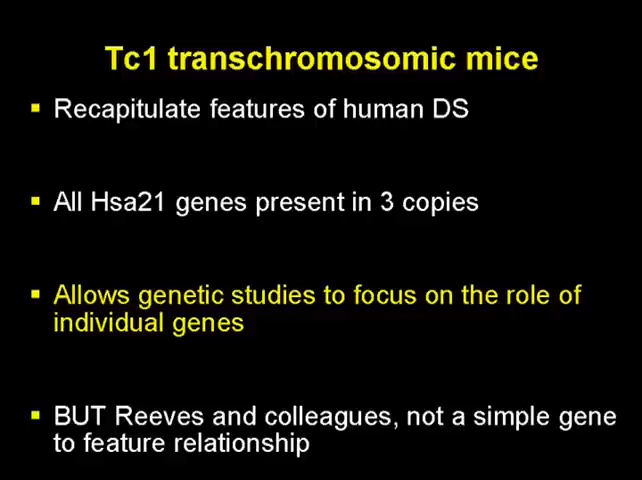 Tc1 transchromosomic mice
▪ Recapitulate features of human DS
▪ All Hsa21 genes present in 3 copies
▪ Allows genetic studies to focus on the role of
individual genes
▪ BUT Reeves and colleagues, not a simple gene
to feature relationship